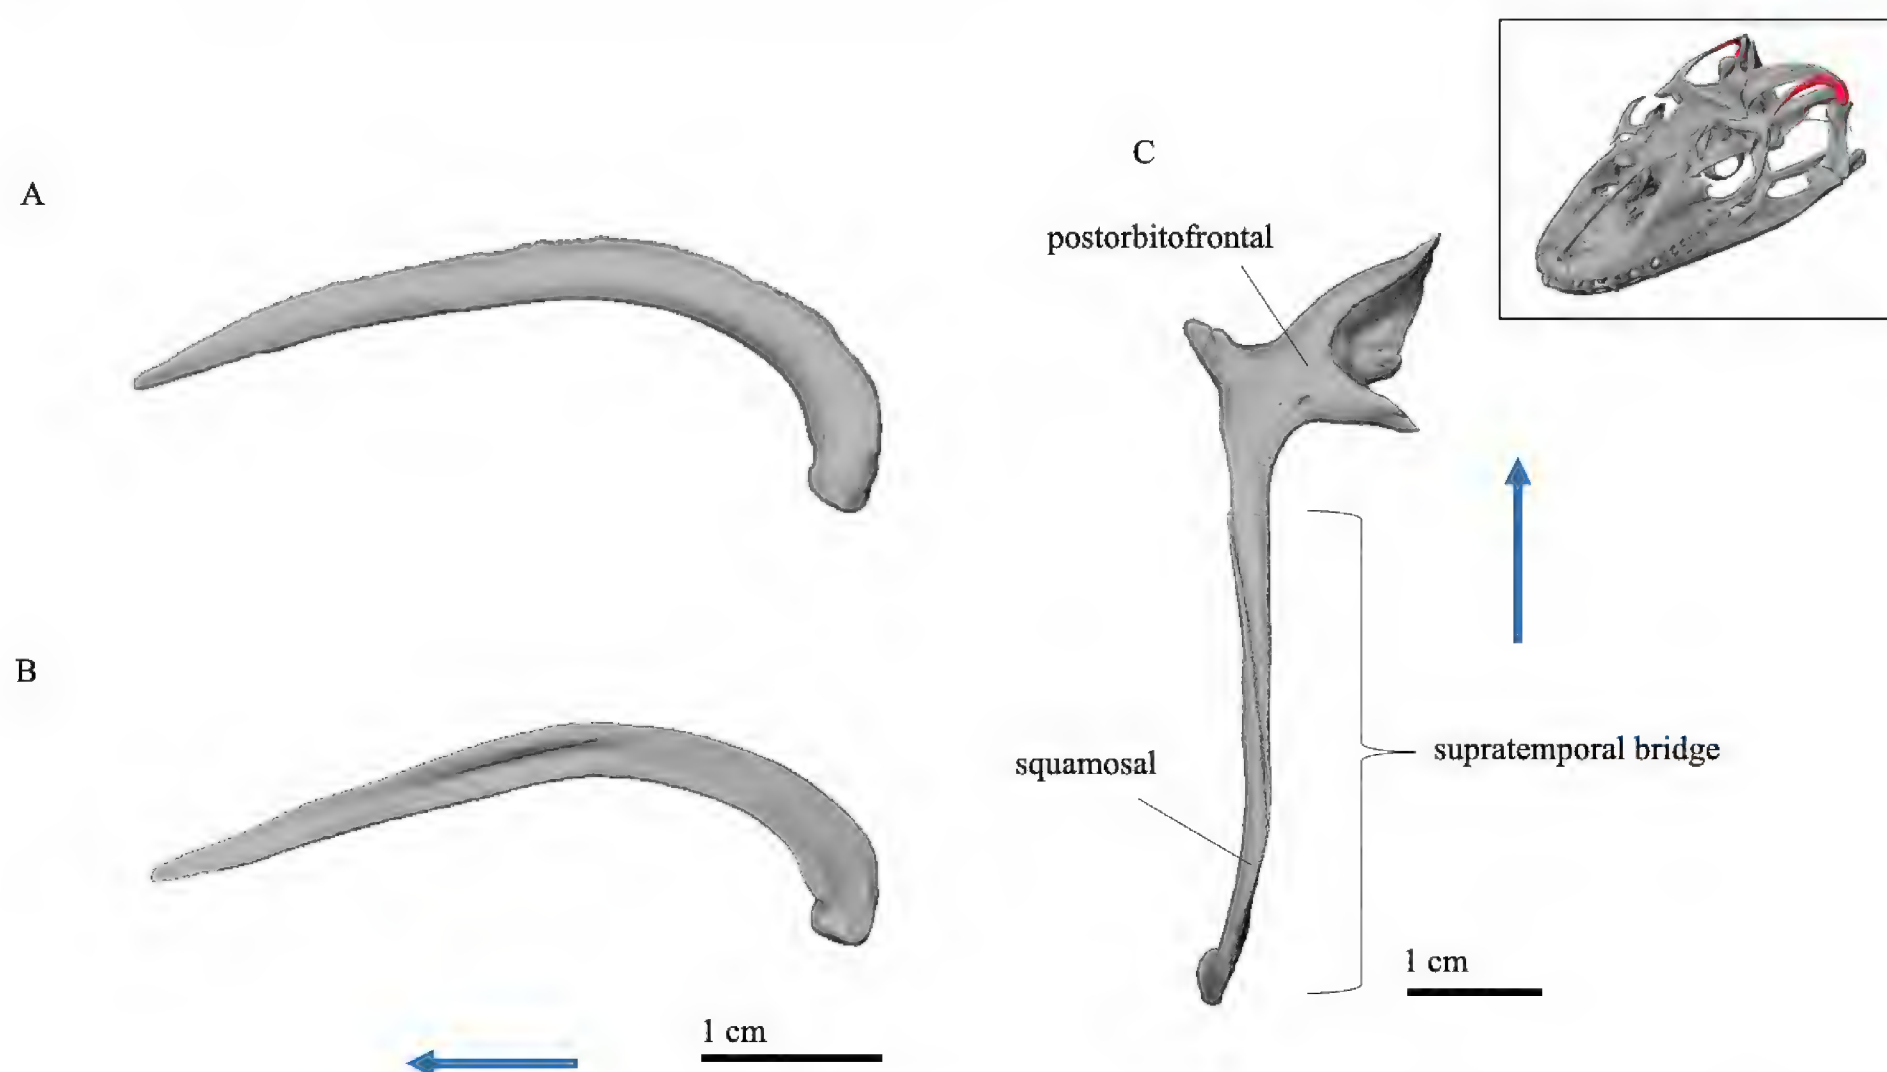 A
C
postorbitofrontal
B
squamosal
supratemporal bridge
1 cm
1 cm